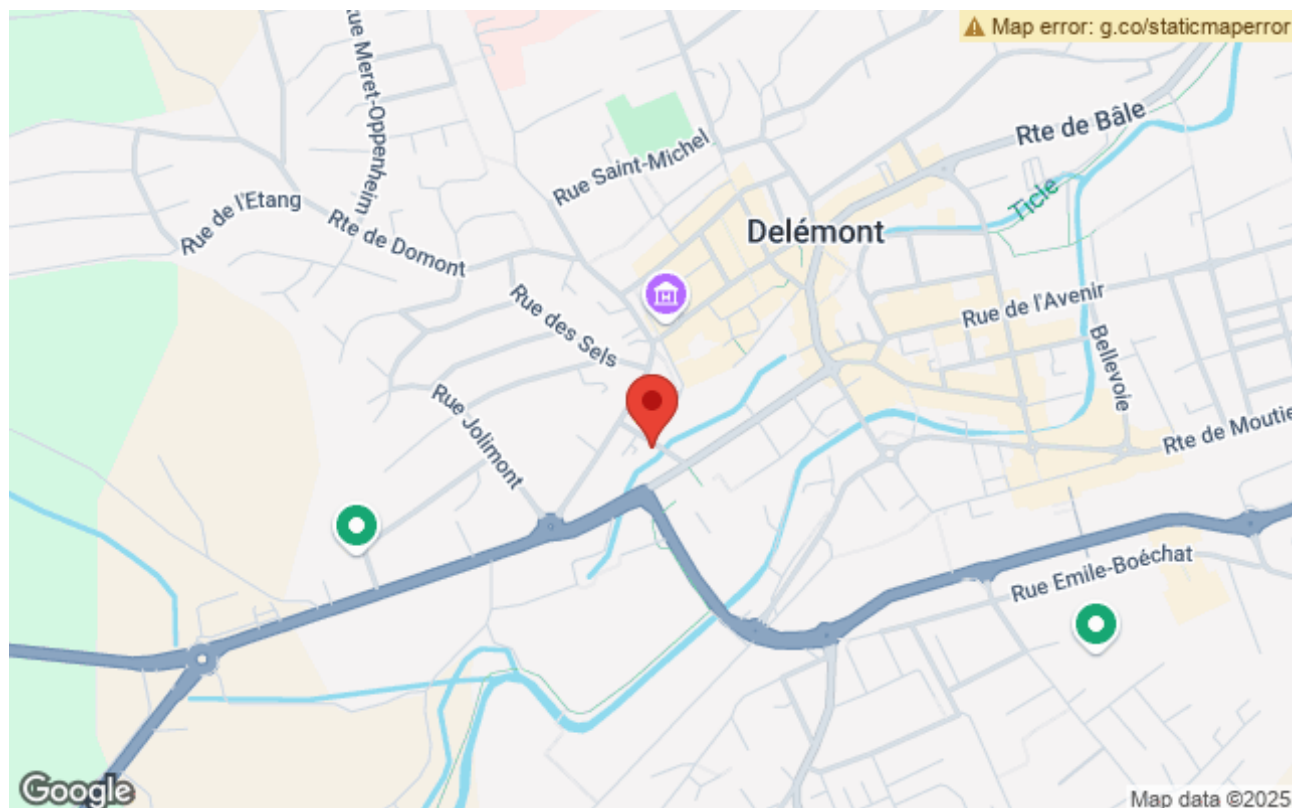 Map error: g.co/staticmaperror
Rue Meret-Oppenheim
Rte de Bâle
Rue Saint-Michel
Rue de l'Etang
Ticle
Rte de Domont
Delémont
Rue des Sels
Rue de l'Avenir
Bellevoie
Rue Jolimont
Rte de Moutie
Rue Emile-Boéchat
Google
Map data ©2025